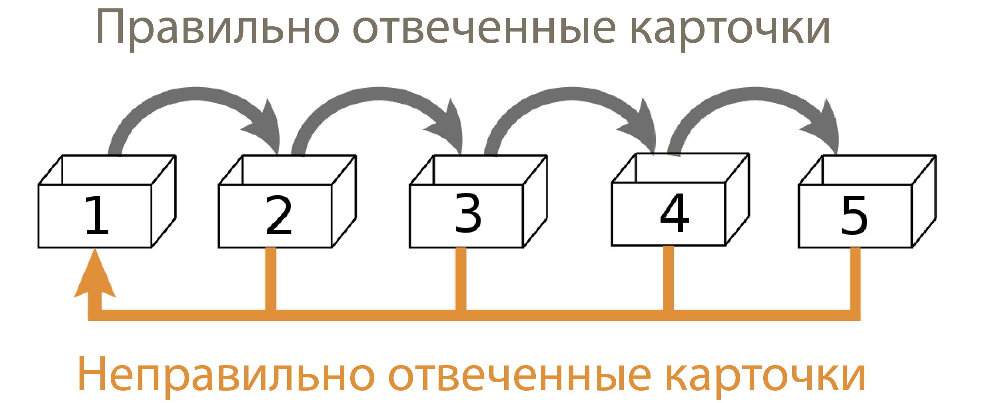 Правильно отвеченные карточки
1 2 3 4 5
Неправильно отвеченные карточки